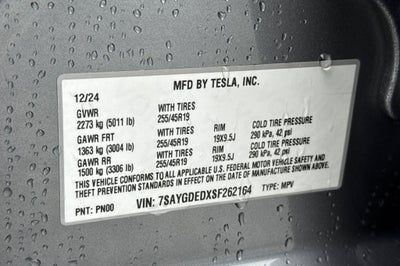 MFD BY TESLA, INC.
12/24
GVWR WITH TIRES
2273 kg (5011 lb) 255/45R19 RIM COLD TIRE PRESSURE
GAWR FRT WITH TIRES 19X9.5J 290 kPa, 42 psi
1363 kg (3004 lb) 255/45R19 RIM COLD TIRE PRESSURE
GAWR RR WITH TIRES 19X9.5J 290 kPa, 42 psi
1500 kg (3306 lb) 255/45R19
THIS VEHICLE CONFORMS TO ALL APPLICABLE U.S. FEDERAL MOTOR VEHICLE SAFETY AND
THEFT PREVENTION STANDARDS IN EFFECT ON THE DATE OF MANUFACTURE SHOWN ABOVE.
PNT: PN00 VIN: 7SAYGDEDXSF262164 TYPE: MPV